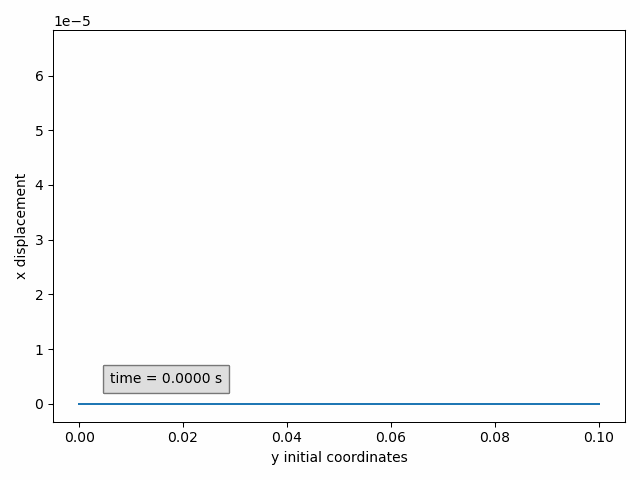 1e−5
6
5
4
3
2
1
0
x displacement
time = 0.0000 s
0.00 0.02 0.04 0.06 0.08 0.10
y initial coordinates